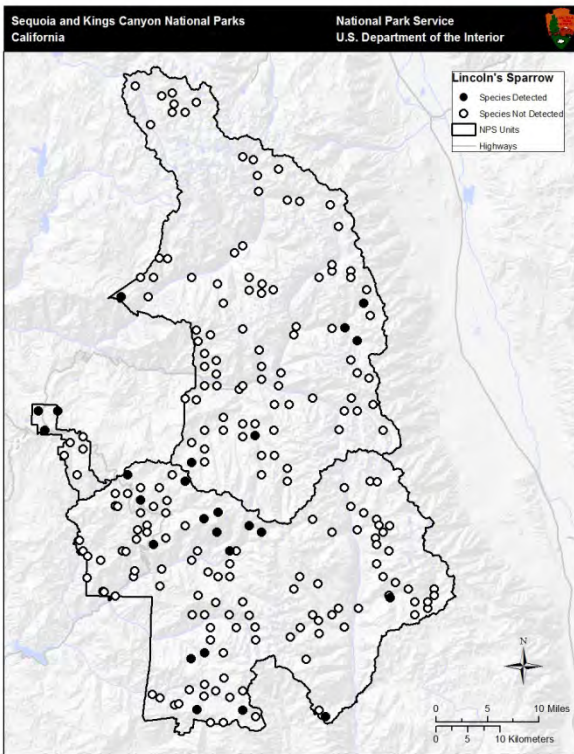 Sequoia and Kings Canyon National Parks
California
National Park Service
U.S. Department of the Interior
Lincoln's Sparrow
Species Detected
Species Not Detected
NPS Units
Highways
N
0 5 10 Miles
0 5 10 Kilometers